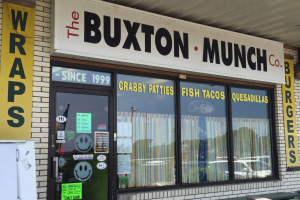 The BUXTON · MUNCH Co.
WRAPS
- SINCE 1999 -
CRABBY PATTIES
FISH TACOS
QUESADILLAS
BURGERS